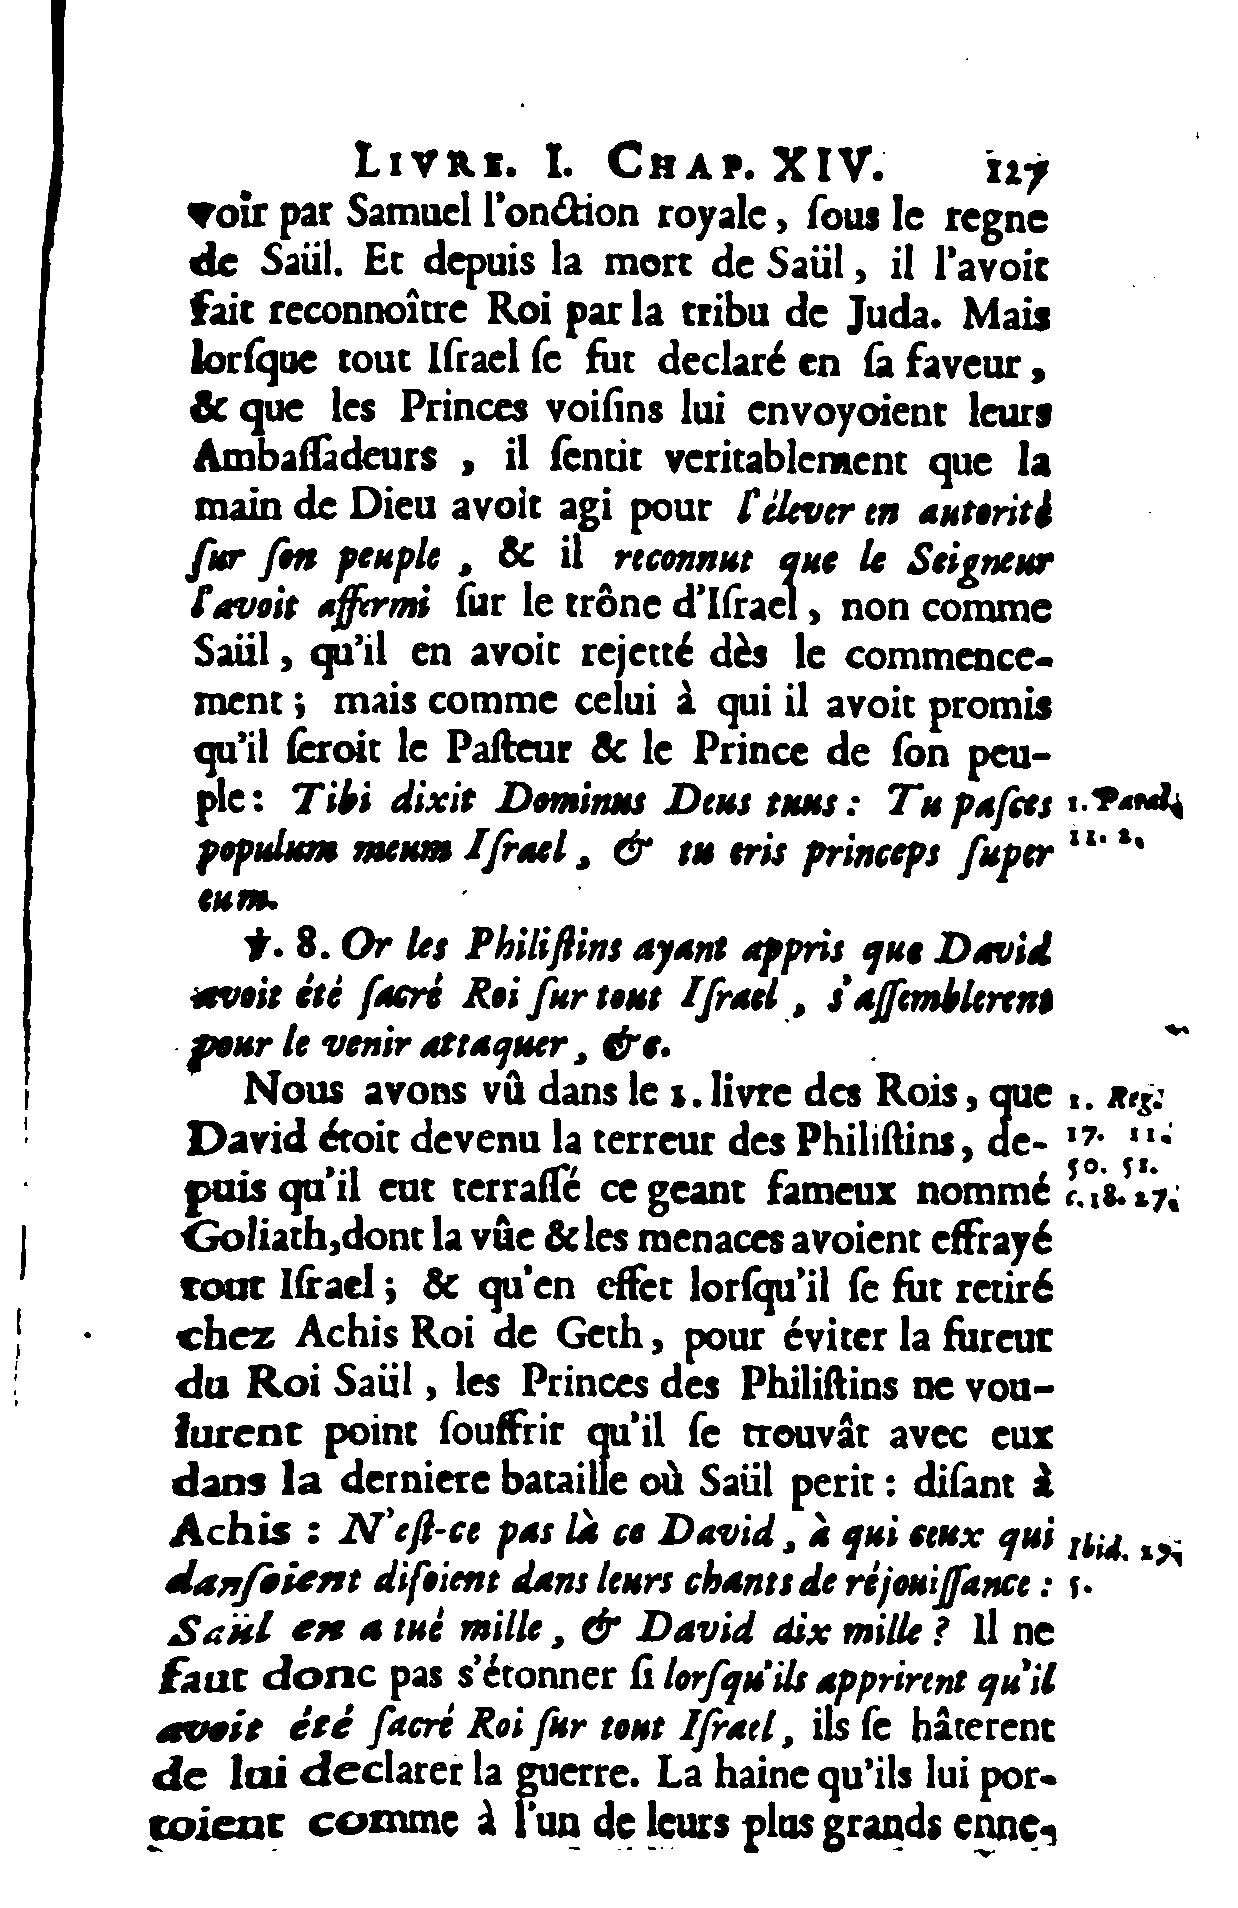 LIVRE. I. CHAP. XIV. 127
voir par Samuel l'onction royale, ſous le regne
de Saül. Et depuis la mort de Saül, il l'avoit
fait reconnoître Roi par la tribu de Juda. Mais
lorſque tout Iſrael ſe fut declaré en ſa faveur,
& que les Princes voiſins lui envoyoient leurs
Ambaſſadeurs, il ſentit veritablement que la
main de Dieu avoit agi pour l'élever en autorité
ſur ſon peuple, & il reconnut que le Seigneur
l'avoit affermi ſur le trône d'Iſrael, non comme
Saül, qu'il en avoit rejetté dès le commence-
ment; mais comme celui à qui il avoit promis
qu'il ſeroit le Paſteur & le Prince de ſon peu-
ple: Tibi dixit Dominus Deus tuus: Tu paſces
populum meum Iſrael, & tu eris princeps ſuper
eum.
1. Paral.
11. 2.
℣. 8. Or les Philiſtins ayant appris que David
avoit été ſacré Roi ſur tout Iſrael, s'aſſemblerent
pour le venir attaquer, &c.
Nous avons vû dans le 1. livre des Rois, que
David étoit devenu la terreur des Philiſtins, de-
puis qu'il eut terraſſé ce geant fameux nommé
Goliath, dont la vûe & les menaces avoient effrayé
tout Iſrael; & qu'en effet lorſqu'il ſe fut retiré
chez Achis Roi de Geth, pour éviter la fureur
du Roi Saül, les Princes des Philiſtins ne vou-
lurent point ſouffrir qu'il ſe trouvât avec eux
dans la derniere bataille où Saül perit: diſant à
Achis: N'eſt-ce pas là ce David, à qui ceux qui
danſoient diſoient dans leurs chants de réjouiſſance:
Saül en a tué mille, & David dix mille? Il ne
faut donc pas s'étonner ſi lorſqu'ils apprirent qu'il
avoit été ſacré Roi ſur tout Iſrael, ils ſe hâterent
de lui declarer la guerre. La haine qu'ils lui por-
toient comme à l'un de leurs plus grands enne-
1. Reg.
17. 11.
50. 51.
c. 18. 27.
Ibid. 29.
5.